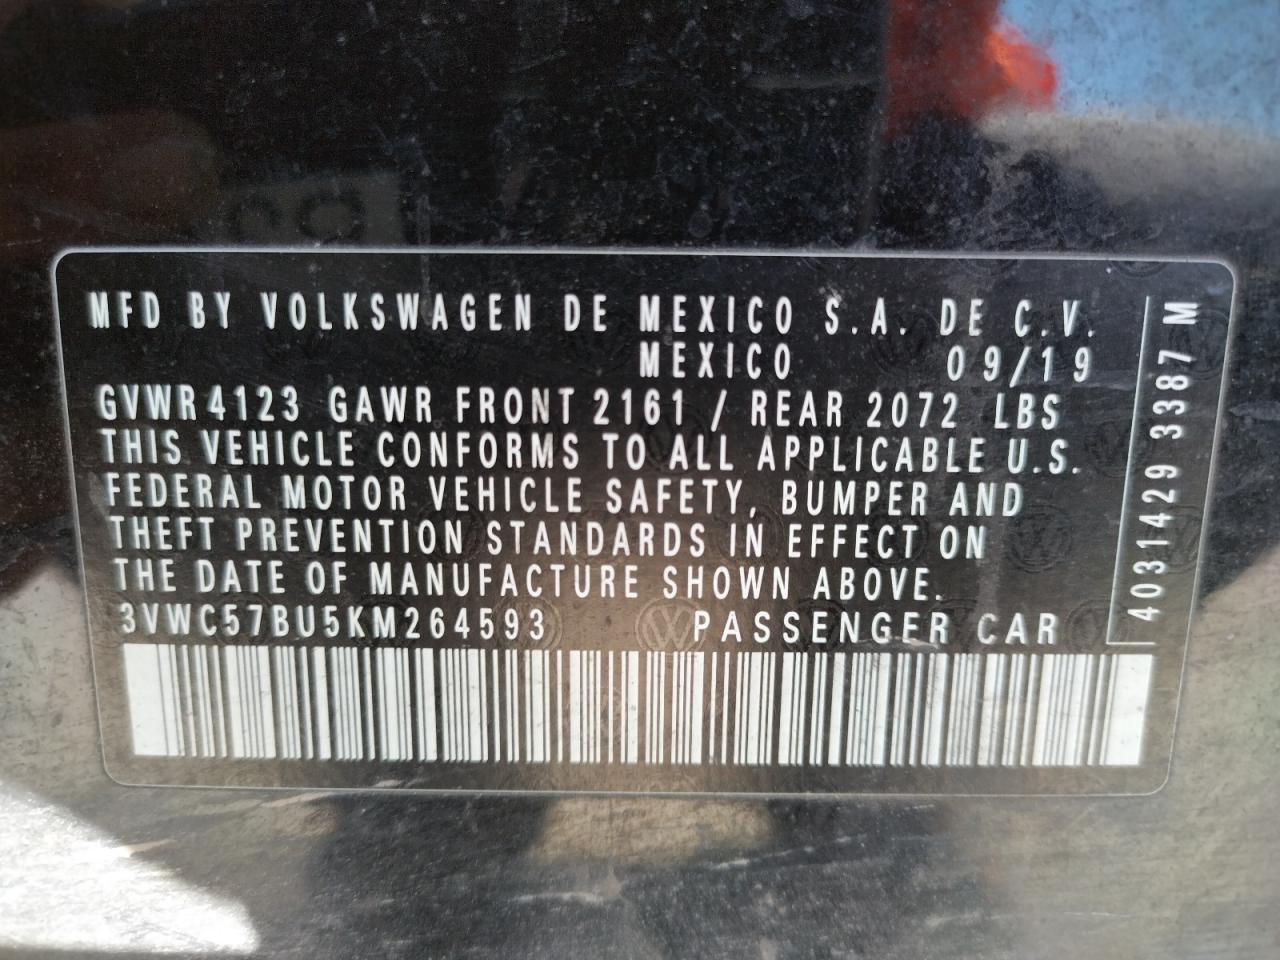 MFD BY VOLKSWAGEN DE MEXICO S.A. DE C.V.
MEXICO 09/19
GVWR 4123 GAWR FRONT 2161 / REAR 2072 LBS
THIS VEHICLE CONFORMS TO ALL APPLICABLE U.S.
FEDERAL MOTOR VEHICLE SAFETY, BUMPER AND
THEFT PREVENTION STANDARDS IN EFFECT ON
THE DATE OF MANUFACTURE SHOWN ABOVE.
3VWC57BU5KM264593 PASSENGER CAR
4031429 3387 M